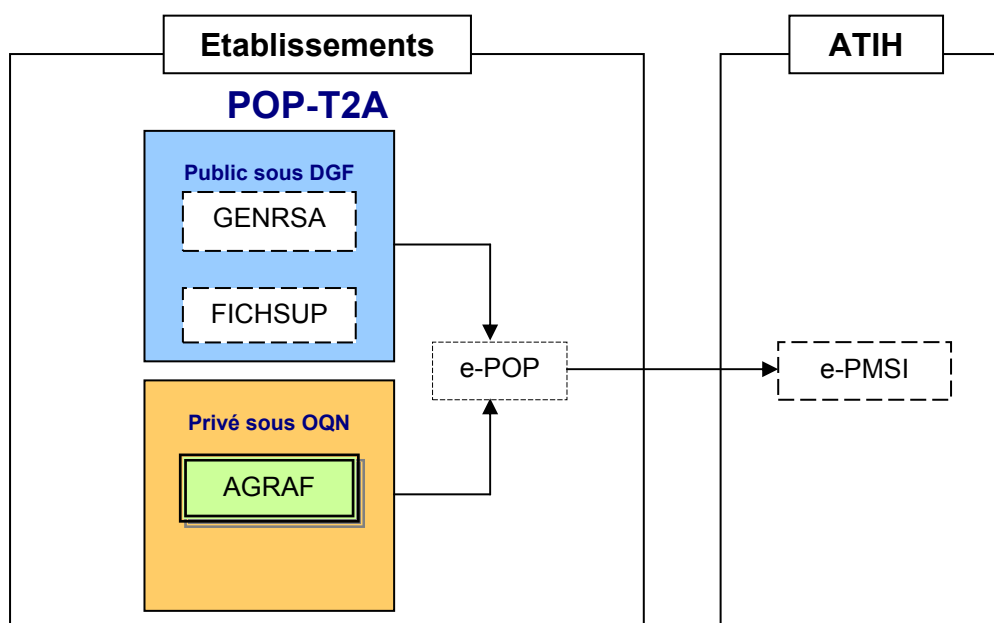 Etablissements
ATIH
POP-T2A
Public sous DGF
GENRSA
FICHSUP
e-POP
e-PMSI
Privé sous OQN
AGRAF